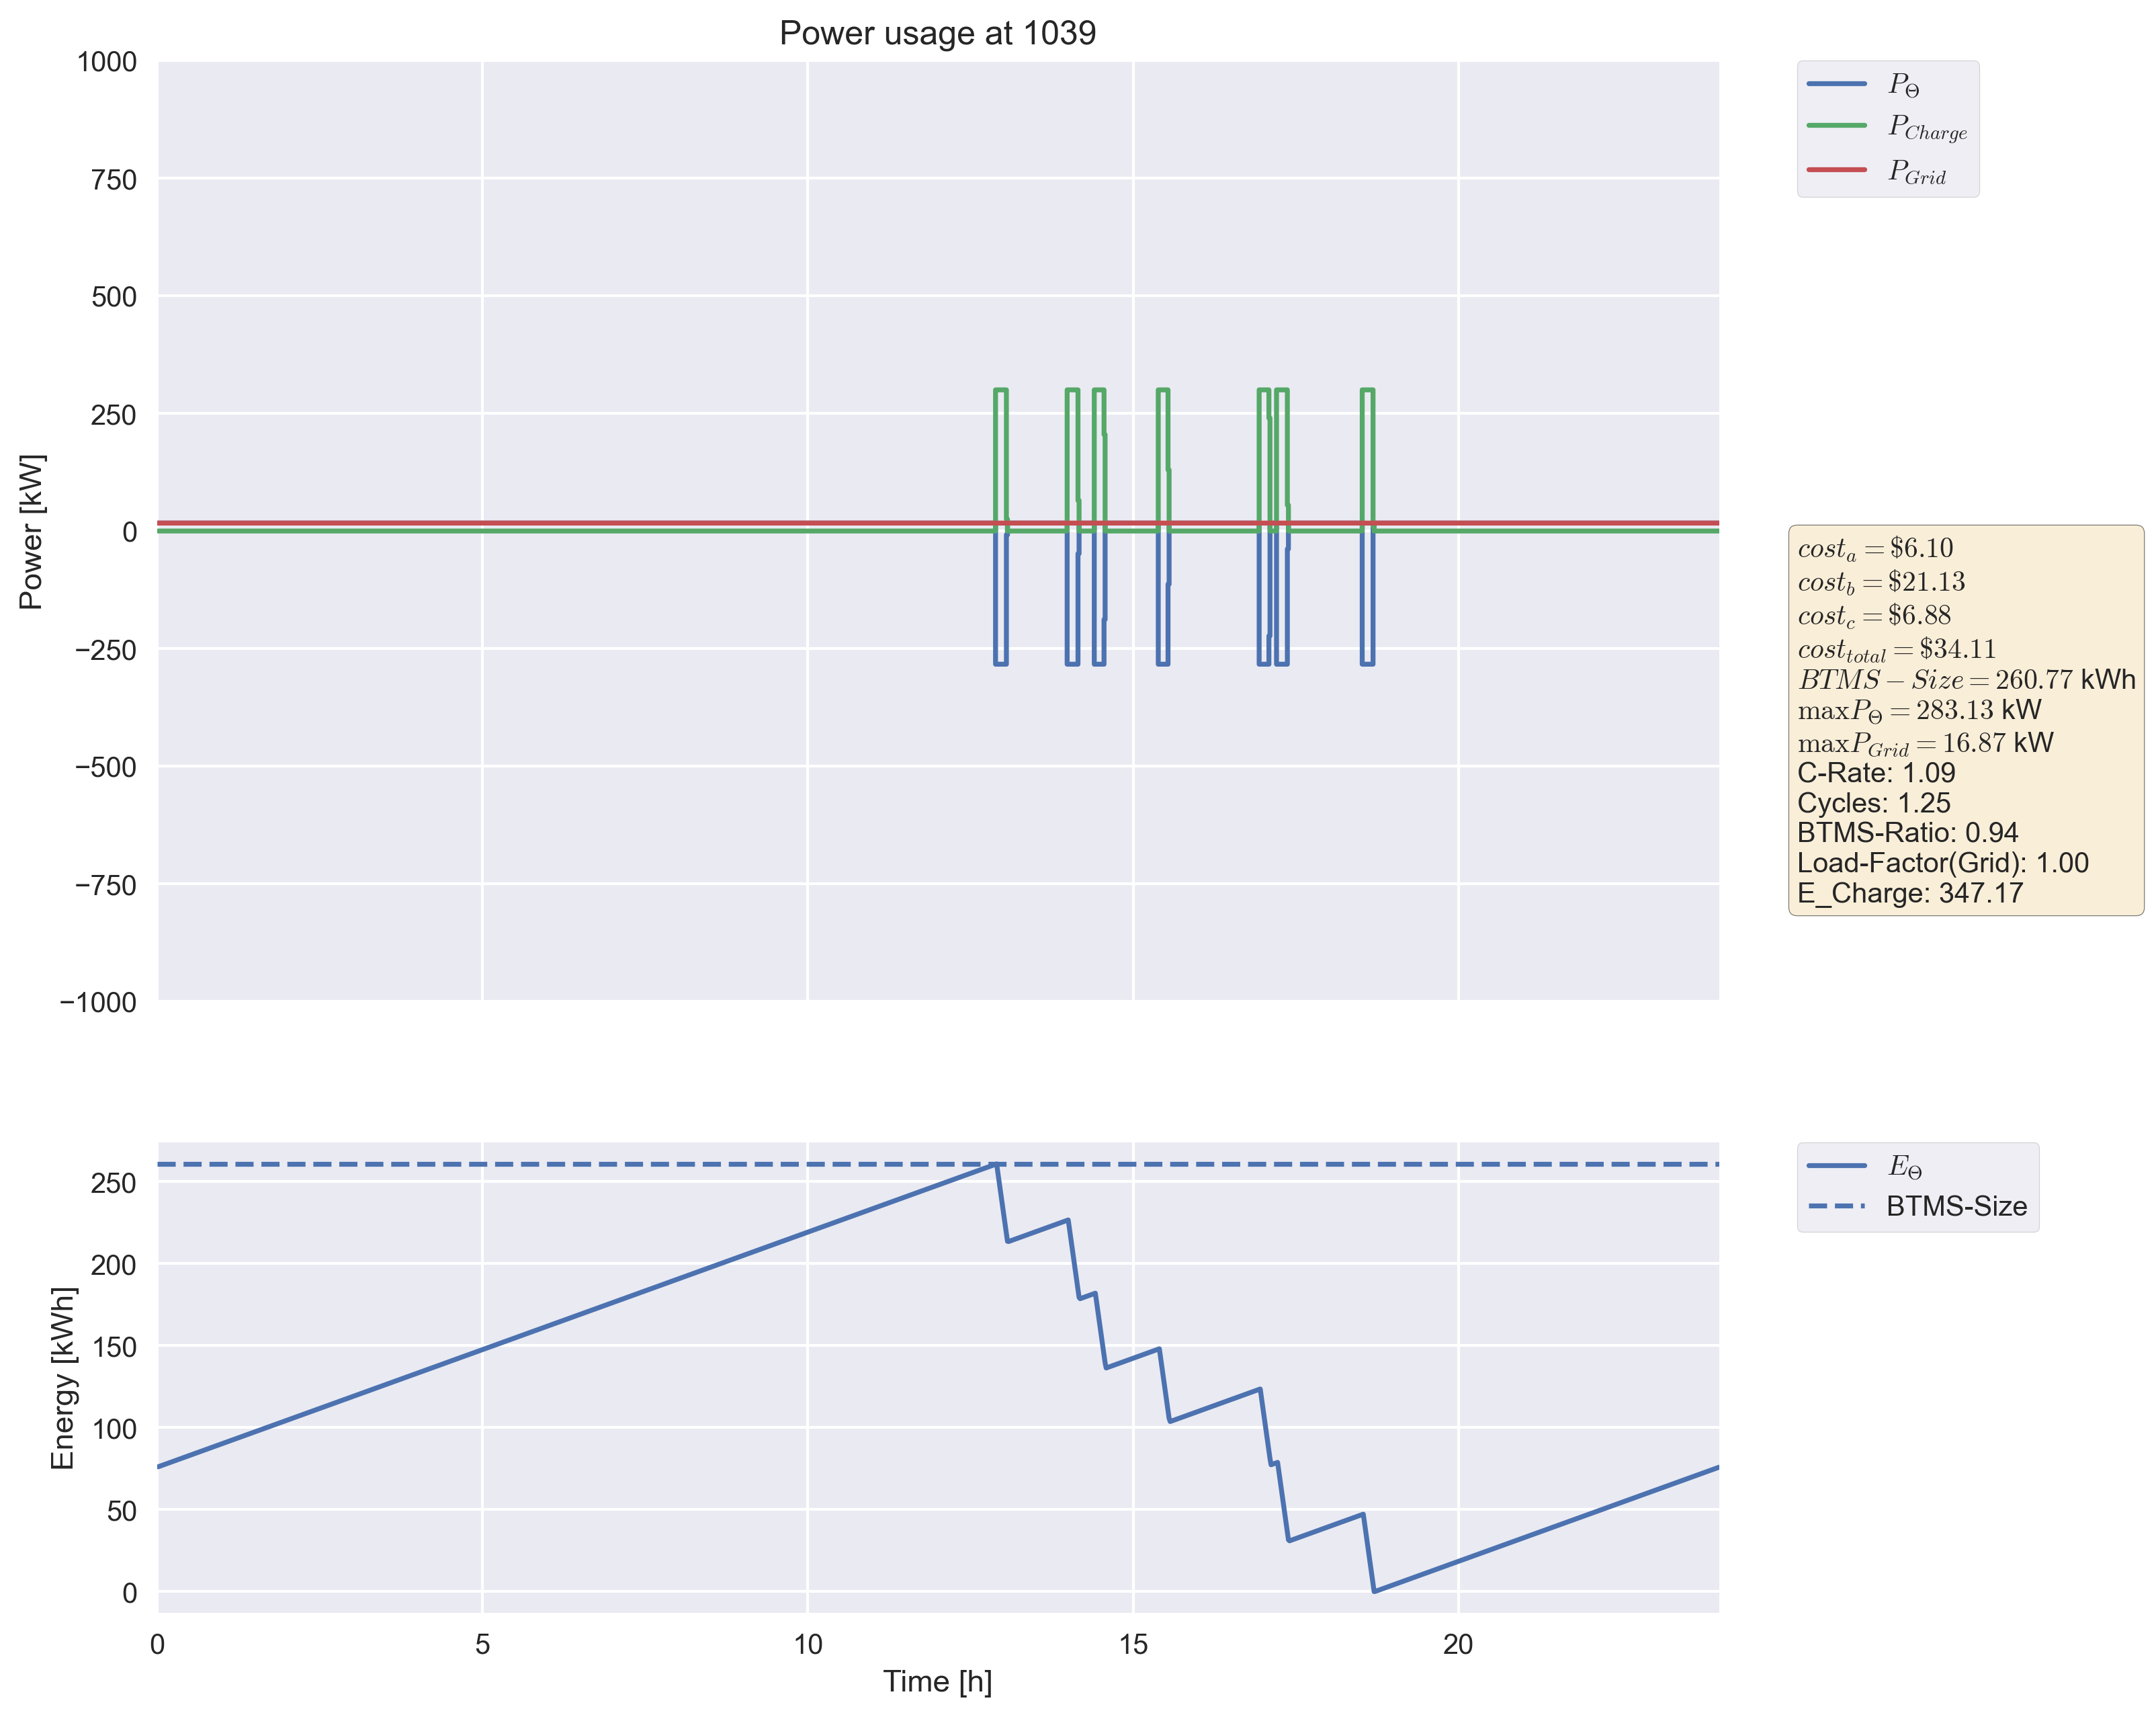 Power usage at 1039
1000
750
500
250
0
−250
−500
−750
−1000
Power [kW]
P_Θ
P_Charge
P_Grid
cost_a = $6.10
cost_b = $21.13
cost_c = $6.88
cost_total = $34.11
BTMS − Size = 260.77 kWh
maxP_Θ = 283.13 kW
maxP_Grid = 16.87 kW
C-Rate: 1.09
Cycles: 1.25
BTMS-Ratio: 0.94
Load-Factor(Grid): 1.00
E_Charge: 347.17
250
200
150
100
50
0
Energy [kWh]
E_Θ
BTMS-Size
0 5 10 15 20
Time [h]